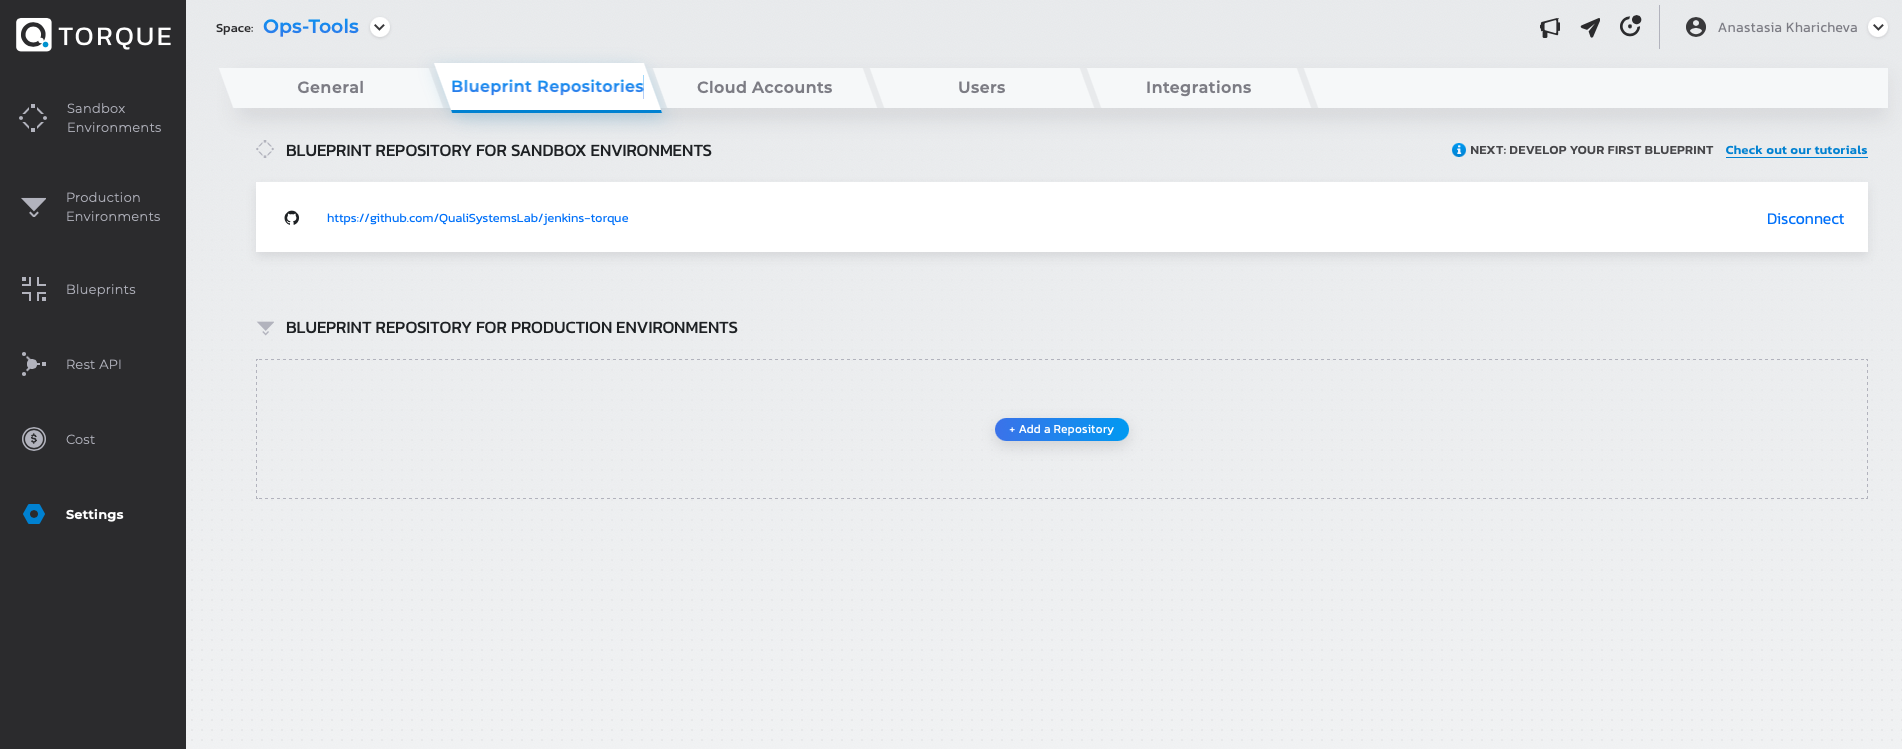 TORQUE
Space: Ops-Tools
Anastasia Kharicheva
General
Blueprint Repositories
Cloud Accounts
Users
Integrations
Sandbox
Environments
Production
Environments
Blueprints
Rest API
Cost
Settings
BLUEPRINT REPOSITORY FOR SANDBOX ENVIRONMENTS
NEXT: DEVELOP YOUR FIRST BLUEPRINT Check out our tutorials
https://github.com/QualiSystemsLab/jenkins-torque
Disconnect
BLUEPRINT REPOSITORY FOR PRODUCTION ENVIRONMENTS
+ Add a Repository